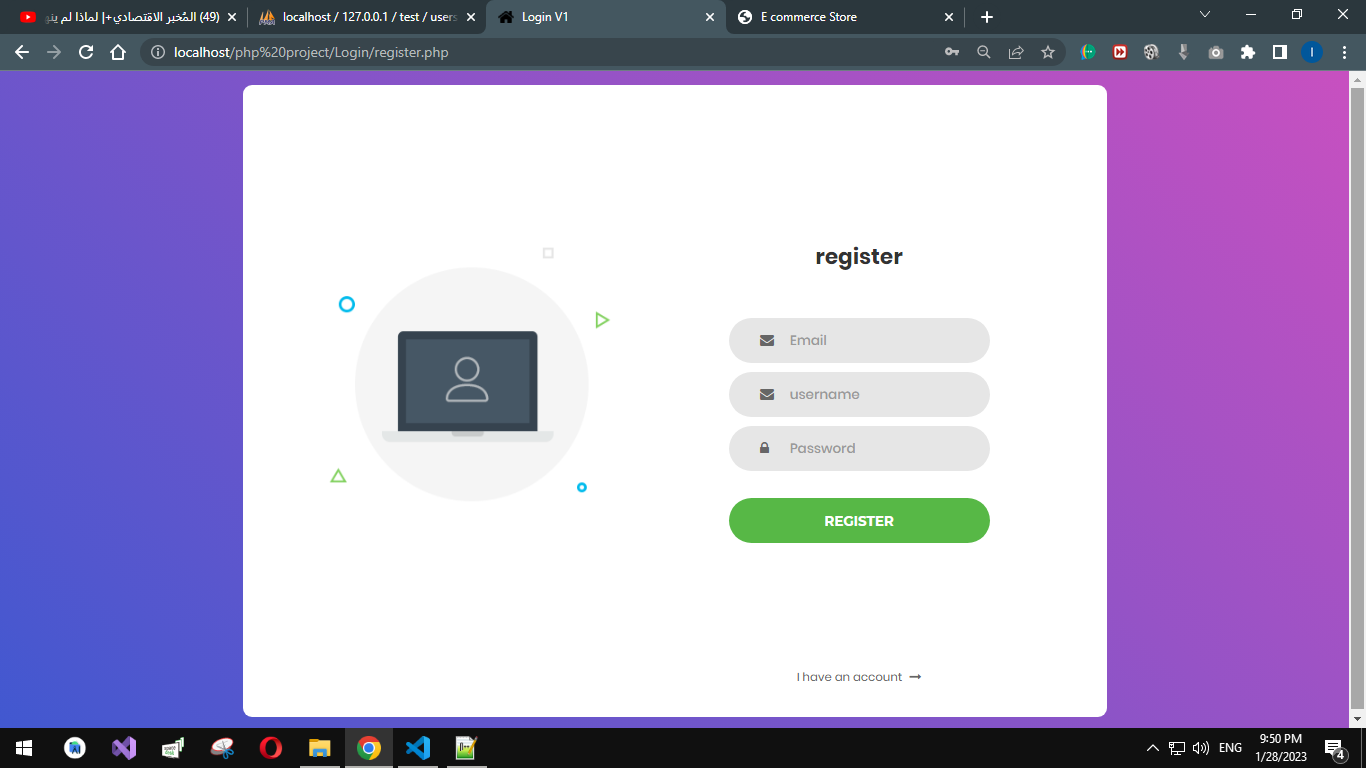 (49) المُخبر الاقتصادي+| لماذا لم
localhost / 127.0.0.1 / test / users
Login V1
E commerce Store
localhost/php%20project/Login/register.php
register
Email
username
Password
REGISTER
I have an account
ENG
9:50 PM
1/28/2023
4